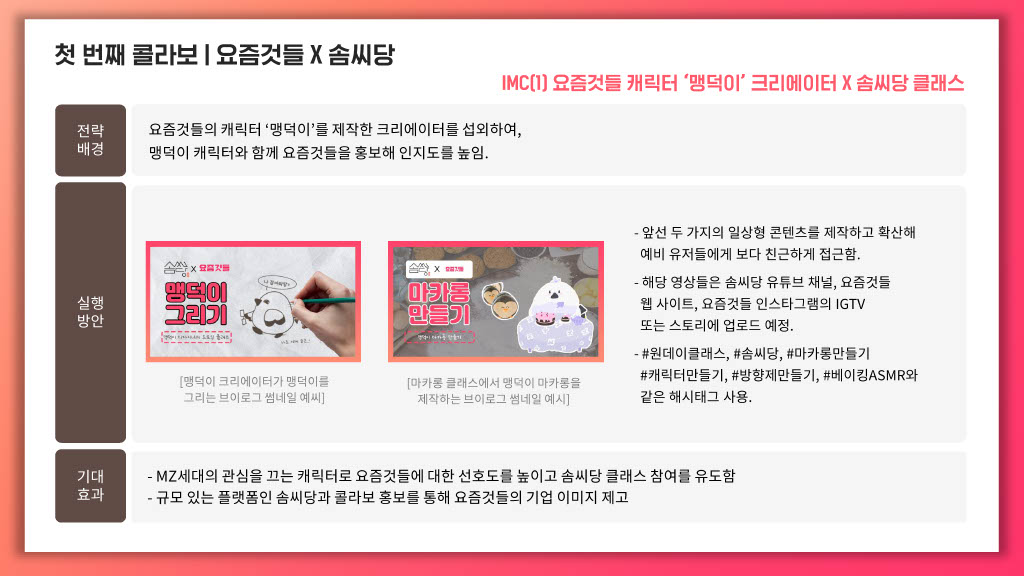 첫 번째 콜라보 | 요즘것들 X 솜씨당
IMC(1) 요즘것들 캐릭터 ‘맹덕이’ 크리에이터 X 솜씨당 클래스
전략
배경
요즘것들의 캐릭터 ‘맹덕이’를 제작한 크리에이터를 섭외하여,
맹덕이 캐릭터와 함께 요즘것들을 홍보해 인지도를 높임.
실행
방안
솜씨당 X 요즘것들
맹덕이
그리기
[맹덕이 크리에이터가 맹덕이를
그리는 브이로그 썸네일 예씨]
솜씨당 X 요즘것들
마카롱
만들기
[마카롱 클래스에서 맹덕이 마카롱을
제작하는 브이로그 썸네일 예시]
- 앞선 두 가지의 일상형 콘텐츠를 제작하고 확산해
예비 유저들에게 보다 친근하게 접근함.
- 해당 영상들은 솜씨당 유튜브 채널, 요즘것들
웹 사이트, 요즘것들 인스타그램의 IGTV
또는 스토리에 업로드 예정.
- #원데이클래스, #솜씨당, #마카롱만들기
#캐릭터만들기, #방향제만들기, #베이킹ASMR와
같은 해시태그 사용.
기대
효과
- MZ세대의 관심을 끄는 캐릭터로 요즘것들에 대한 선호도를 높이고 솜씨당 클래스 참여를 유도함
- 규모 있는 플랫폼인 솜씨당과 콜라보 홍보를 통해 요즘것들의 기업 이미지 제고